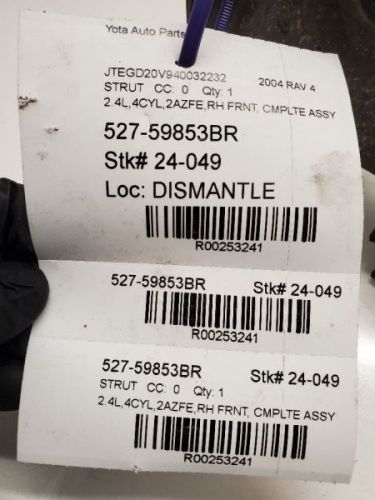 Yota Auto Parts
JTEGD20V940032232 2004 RAV 4
STRUT CC: 0 Qty: 1
2.4L,4CYL,2AZFE,RH FRNT, CMPLTE ASSY
527-59853BR
Stk# 24-049
Loc: DISMANTLE
R00253241
527-59853BR Stk# 24-049
R00253241
527-59853BR Stk# 24-049
STRUT CC: 0 Qty: 1
2.4L,4CYL,2AZFE,RH FRNT, CMPLTE ASSY
R00253241